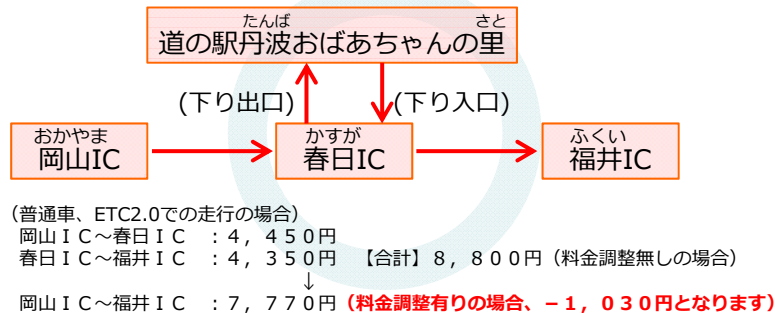 たんば さと
道の駅丹波おばあちゃんの里
(下り出口) (下り入口)
おかやま かすが ふくい
岡山IC 春日IC 福井IC
（普通車、ETC2.0での走行の場合）
岡山ＩＣ～春日ＩＣ ：４，４５０円
春日ＩＣ～福井ＩＣ ：４，３５０円 【合計】８，８００円（料金調整無しの場合）
↓
岡山ＩＣ～福井ＩＣ ：７，７７０円（料金調整有りの場合、－１，０３０円となります）